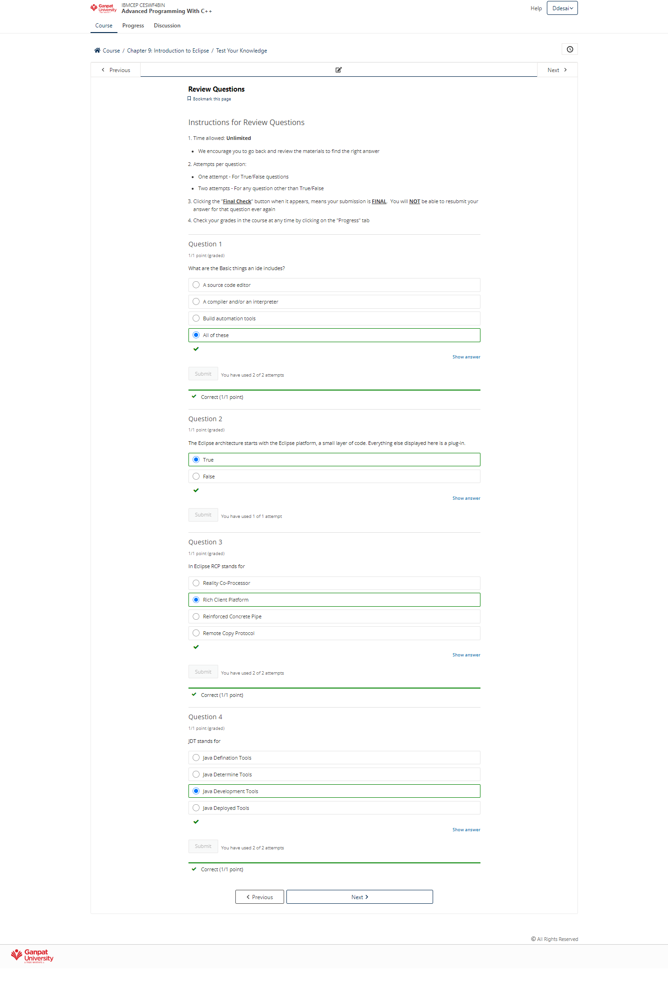 Ganpat
University
IBMCEP CESWF4BIN
Advanced Programming With C++
Help
Ddesai
Course
Progress
Discussion
Course / Chapter 9: Introduction to Eclipse / Test Your Knowledge
Previous
Next
Review Questions
Bookmark this page
Instructions for Review Questions
1. Time allowed: Unlimited
• We encourage you to go back and review the materials to find the right answer
2. Attempts per question:
• One attempt - For True/False questions
• Two attempts - For any question other than True/False
3. Clicking the "Final Check" button when it appears, means your submission is FINAL. You will NOT be able to resubmit your
answer for that question ever again
4. Check your grades in the course at any time by clicking on the "Progress" tab
Question 1
1/1 point (graded)
What are the Basic things an ide includes?
A source code editor
A compiler and/or an interpreter
Build automation tools
All of these
Show answer
Submit
You have used 2 of 2 attempts
Correct (1/1 point)
Question 2
1/1 point (graded)
The Eclipse architecture starts with the Eclipse platform, a small layer of code. Everything else displayed here is a plug-in.
True
False
Show answer
Submit
You have used 1 of 1 attempt
Question 3
1/1 point (graded)
In Eclipse RCP stands for
Reality Co-Processor
Rich Client Platform
Reinforced Concrete Pipe
Remote Copy Protocol
Show answer
Submit
You have used 2 of 2 attempts
Correct (1/1 point)
Question 4
1/1 point (graded)
JDT stands for
Java Defination Tools
Java Determine Tools
Java Development Tools
Java Deployed Tools
Show answer
Submit
You have used 2 of 2 attempts
Correct (1/1 point)
Previous
Next
© All Rights Reserved
Ganpat
University